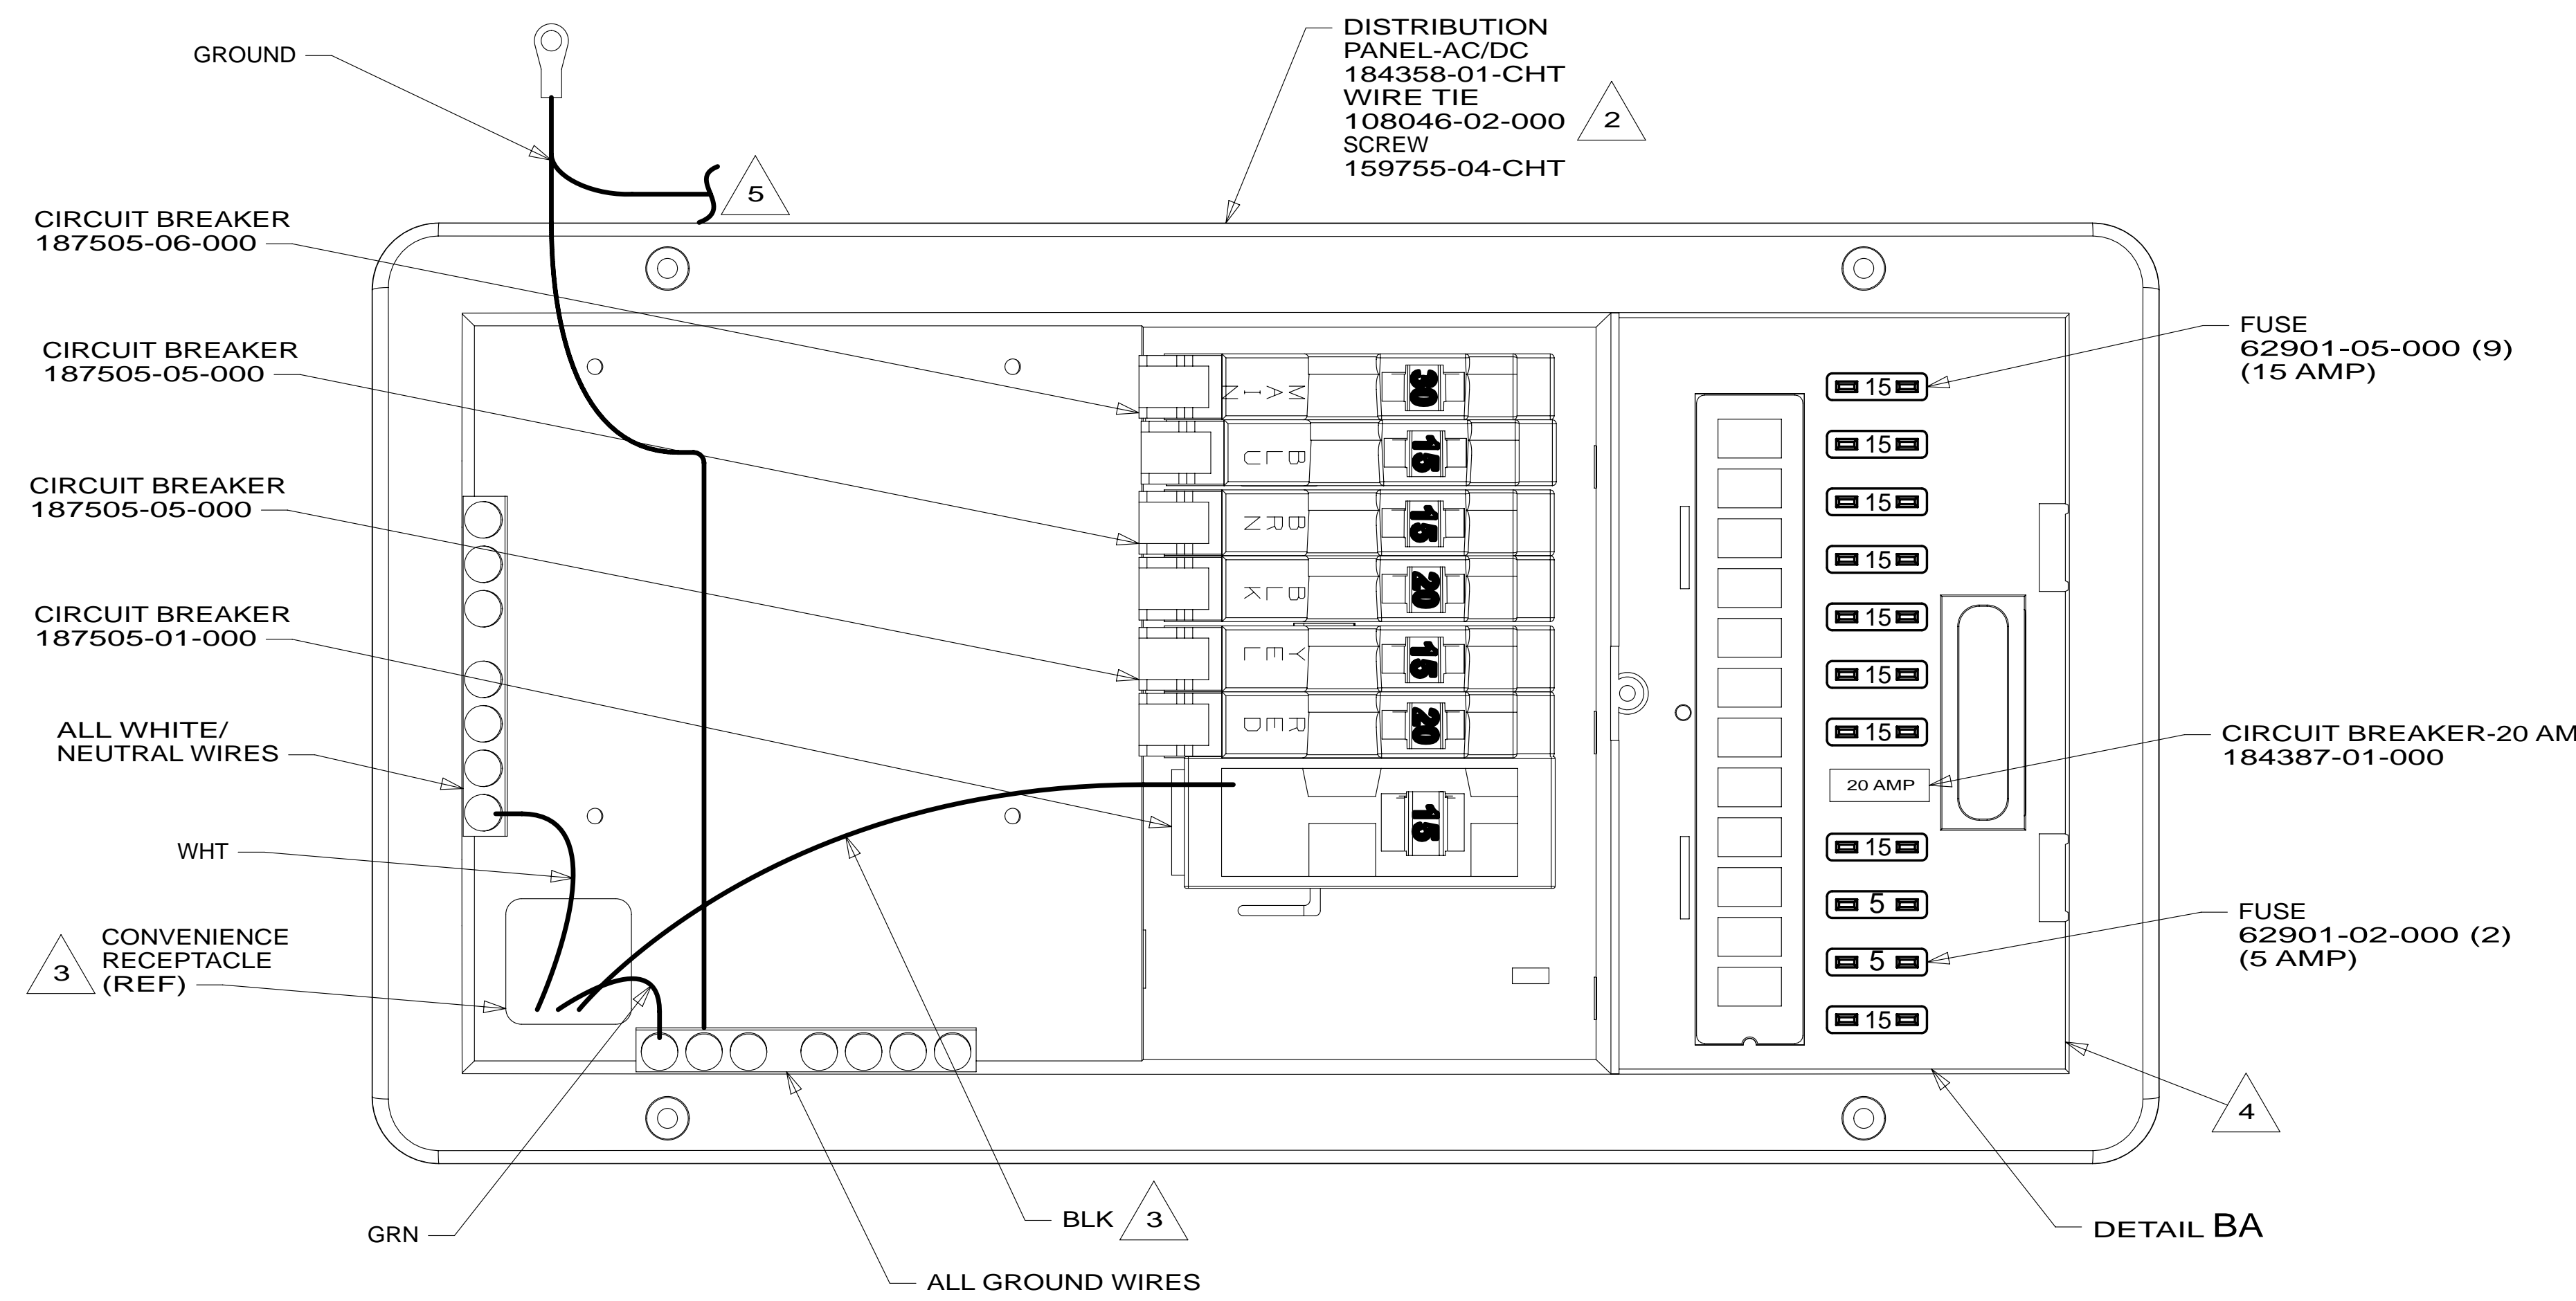 GROUND
DISTRIBUTION
PANEL-AC/DC
184358-01-CHT
WIRE TIE
108046-02-000
SCREW
159755-04-CHT
2
5
CIRCUIT BREAKER
187505-06-000
CIRCUIT BREAKER
187505-05-000
CIRCUIT BREAKER
187505-05-000
CIRCUIT BREAKER
187505-01-000
ALL WHITE/
NEUTRAL WIRES
WHT
3
CONVENIENCE
RECEPTACLE
(REF)
GRN
BLK
3
ALL GROUND WIRES
MAIN
30
BLU
15
BRN
15
BLK
20
YEL
15
RED
20
15
15
15
15
15
15
15
15
20 AMP
15
5
5
15
FUSE
62901-05-000 (9)
(15 AMP)
CIRCUIT BREAKER-20 AM
184387-01-000
FUSE
62901-02-000 (2)
(5 AMP)
4
DETAIL BA